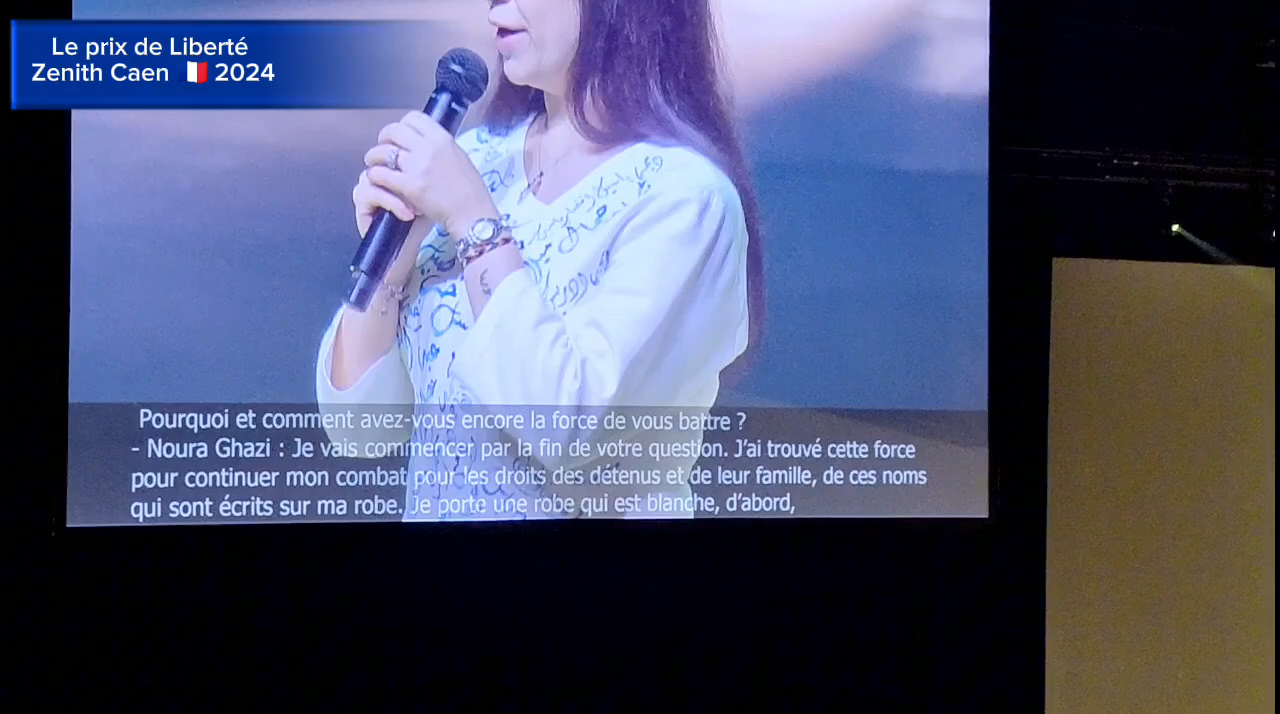 Le prix de Liberté
Zenith Caen 2024
Pourquoi et comment avez-vous encore la force de vous battre ?
- Noura Ghazi : Je vais commencer par la fin de votre question. J'ai trouvé cette force
pour continuer mon combat pour les droits des détenus et de leur famille, de ces noms
qui sont écrits sur ma robe. Je porte une robe qui est blanche, d'abord,